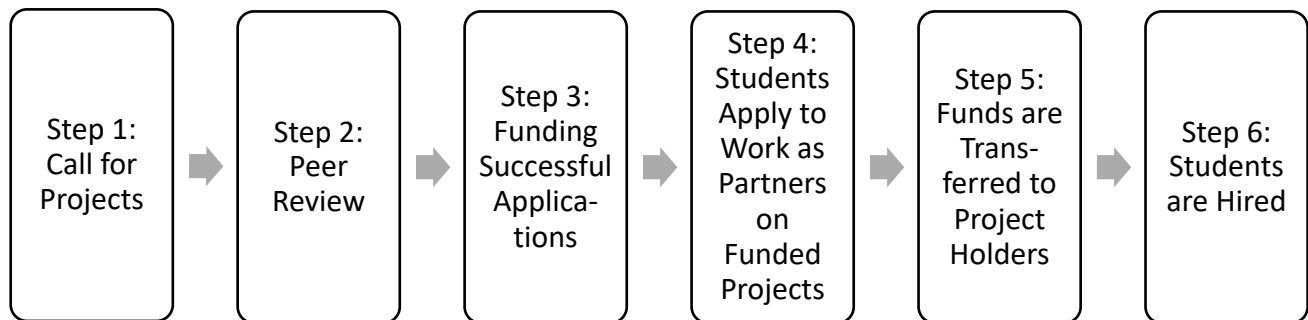 Step 1:
Call for
Projects
Step 2:
Peer
Review
Step 3:
Funding
Successful
Applica-
tions
Step 4:
Students
Apply to
Work as
Partners
on
Funded
Projects
Step 5:
Funds are
Trans-
ferred to
Project
Holders
Step 6:
Students
are Hired